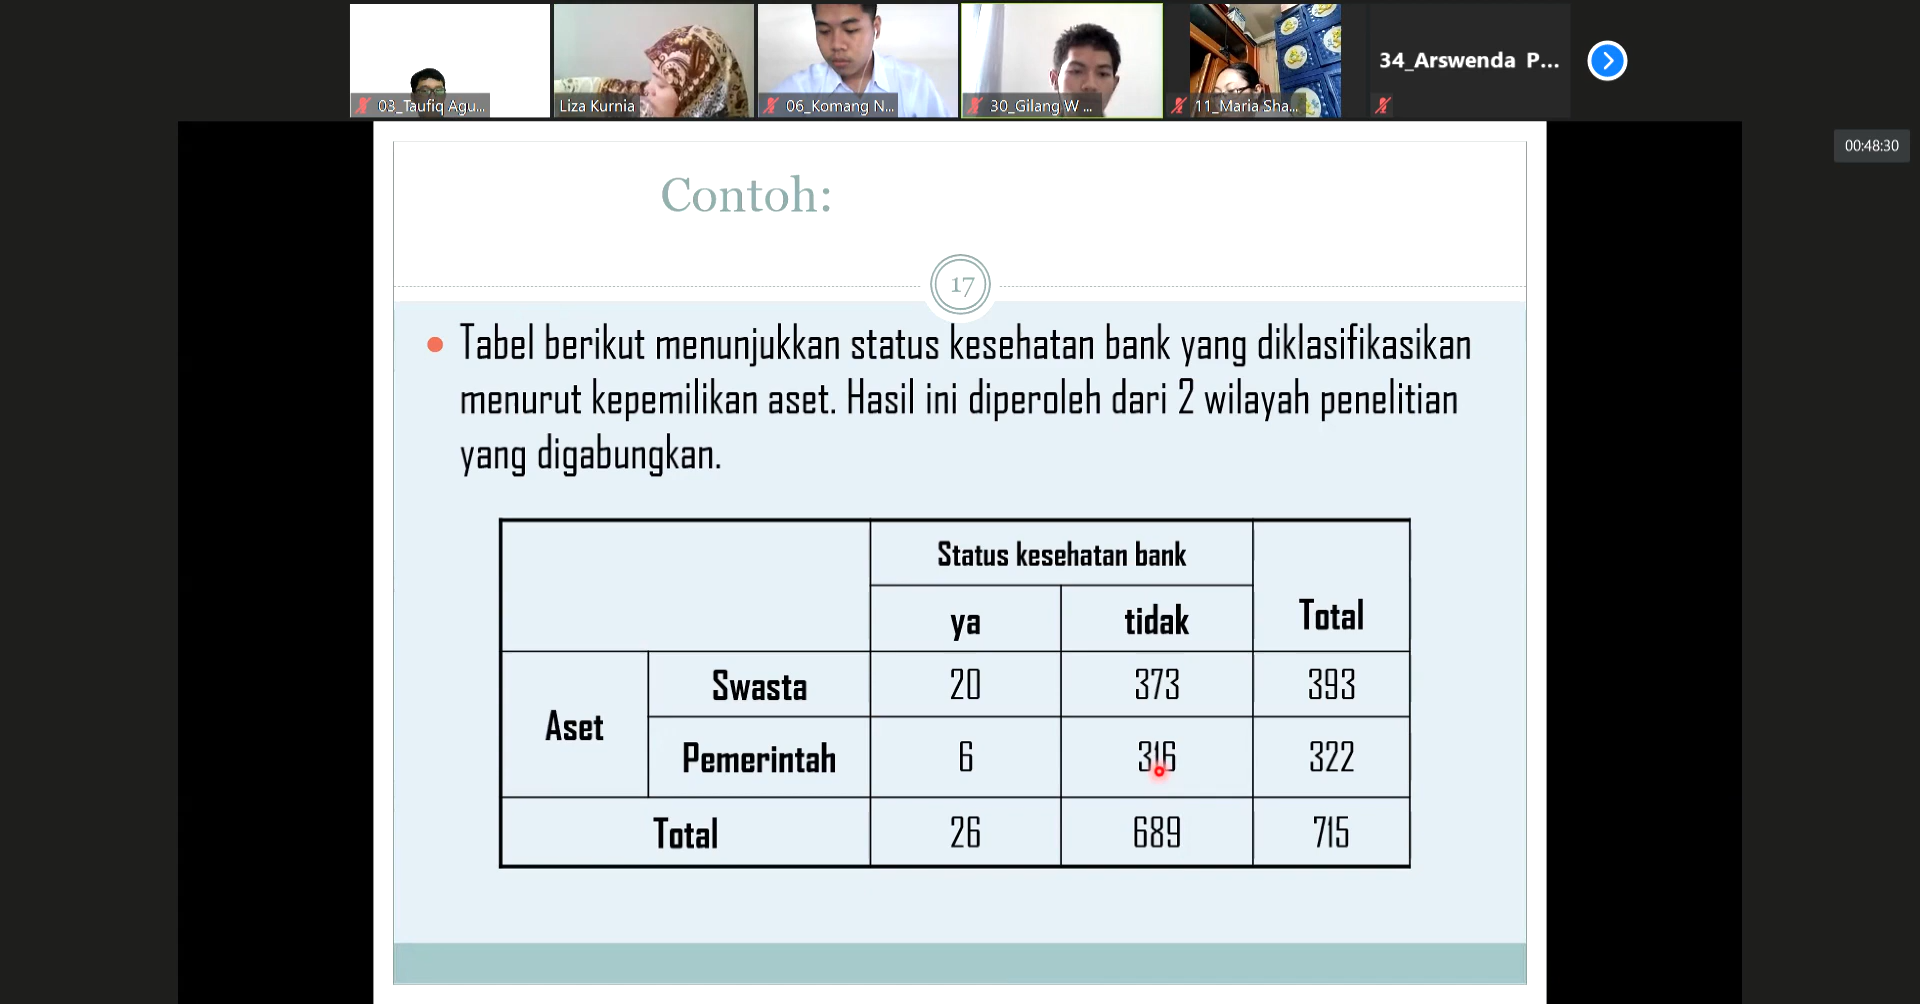 03_Taufiq Agu...
Liza Kurnia
06_Komang N...
30_Gilang W ...
11_Maria Sha...
34_Arswenda P...
00:48:30
Contoh:
17
Tabel berikut menunjukkan status kesehatan bank yang diklasifikasikan
menurut kepemilikan aset. Hasil ini diperoleh dari 2 wilayah penelitian
yang digabungkan.
Status kesehatan bank
ya tidak Total
Aset
Swasta 20 373 393
Pemerintah 6 316 322
Total 26 689 715